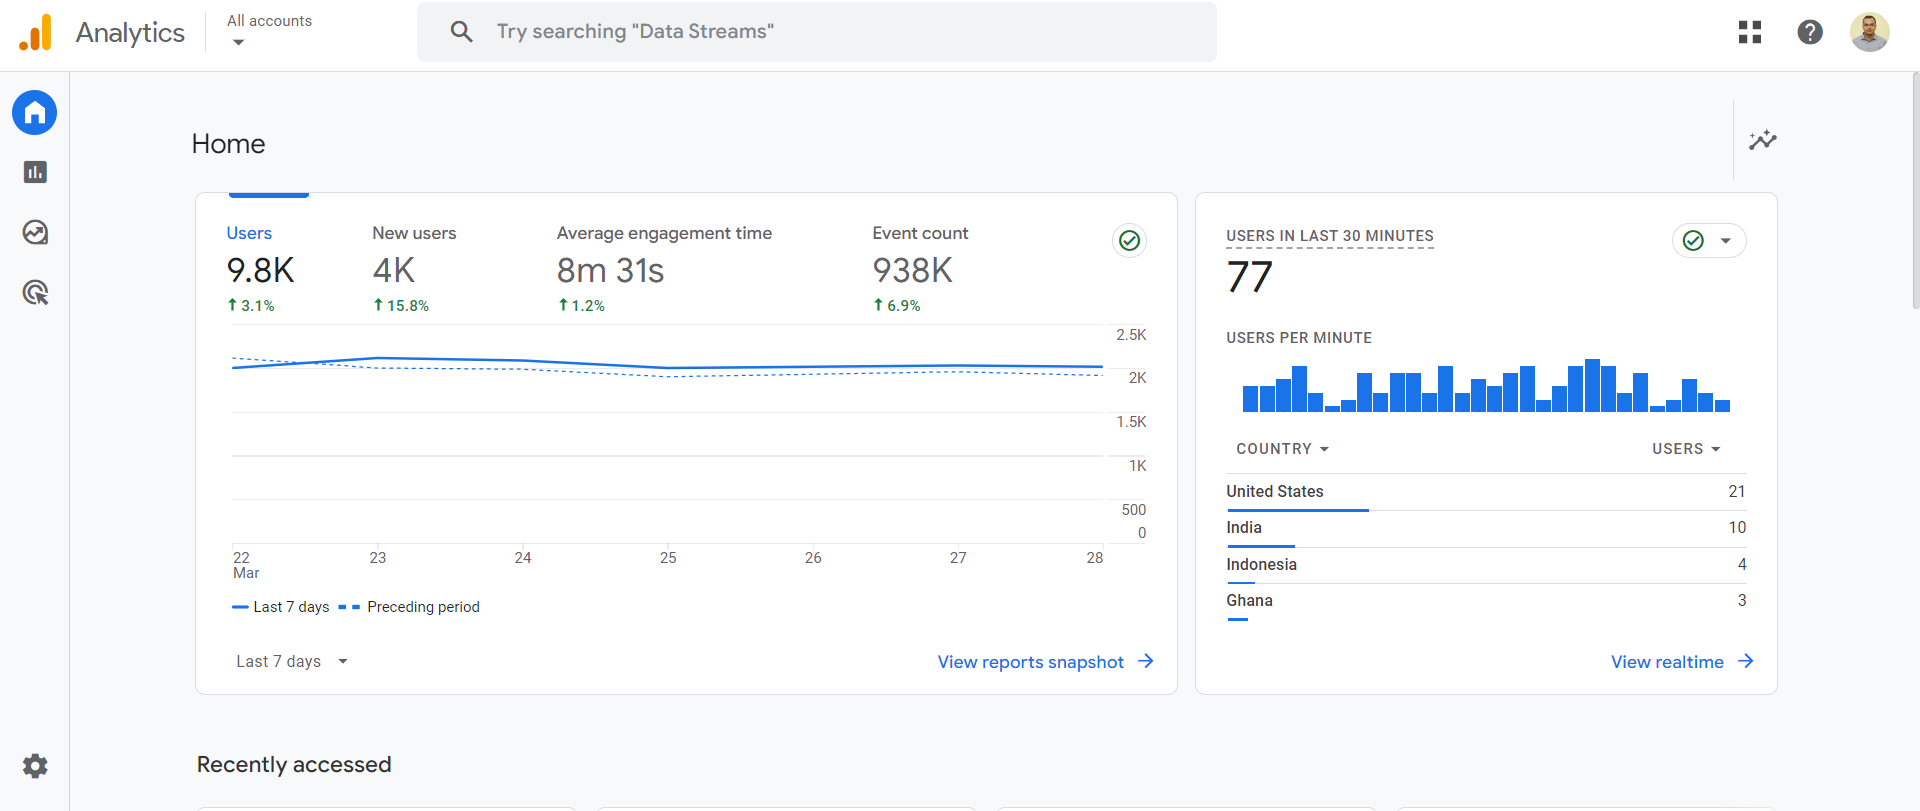 Analytics
All accounts
Try searching "Data Streams"
Home
Users
9.8K
3.1%
New users
4K
15.8%
Average engagement time
8m 31s
1.2%
Event count
938K
6.9%
2.5K
2K
1.5K
1K
500
0
22
Mar
23
24
25
26
27
28
Last 7 days
Preceding period
Last 7 days
View reports snapshot
USERS IN LAST 30 MINUTES
77
USERS PER MINUTE
COUNTRY USERS
United States 21
India 10
Indonesia 4
Ghana 3
View realtime
Recently accessed